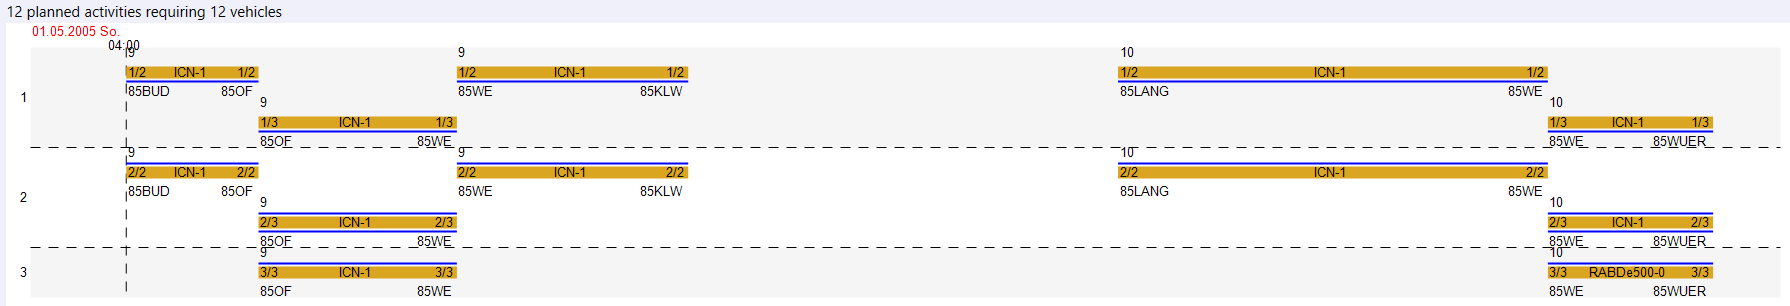 12 planned activities requiring 12 vehicles
01.05.2005 So.
04:00
9 9 10
1/2 ICN-1 1/2 1/2 ICN-1 1/2 1/2 ICN-1 1/2
85BUD 85OF 85WE 85KLW 85LANG 85WE
1
9 10
1/3 ICN-1 1/3 1/3 ICN-1 1/3
85OF 85WE 85WE 85WUER
9 9 10
2/2 ICN-1 2/2 2/2 ICN-1 2/2 2/2 ICN-1 2/2
85BUD 85OF 85WE 85KLW 85LANG 85WE
2
9 10
2/3 ICN-1 2/3 2/3 ICN-1 2/3
85OF 85WE 85WE 85WUER
9 10
3 3/3 ICN-1 3/3 3/3 RABDe500-0 3/3
85OF 85WE 85WE 85WUER